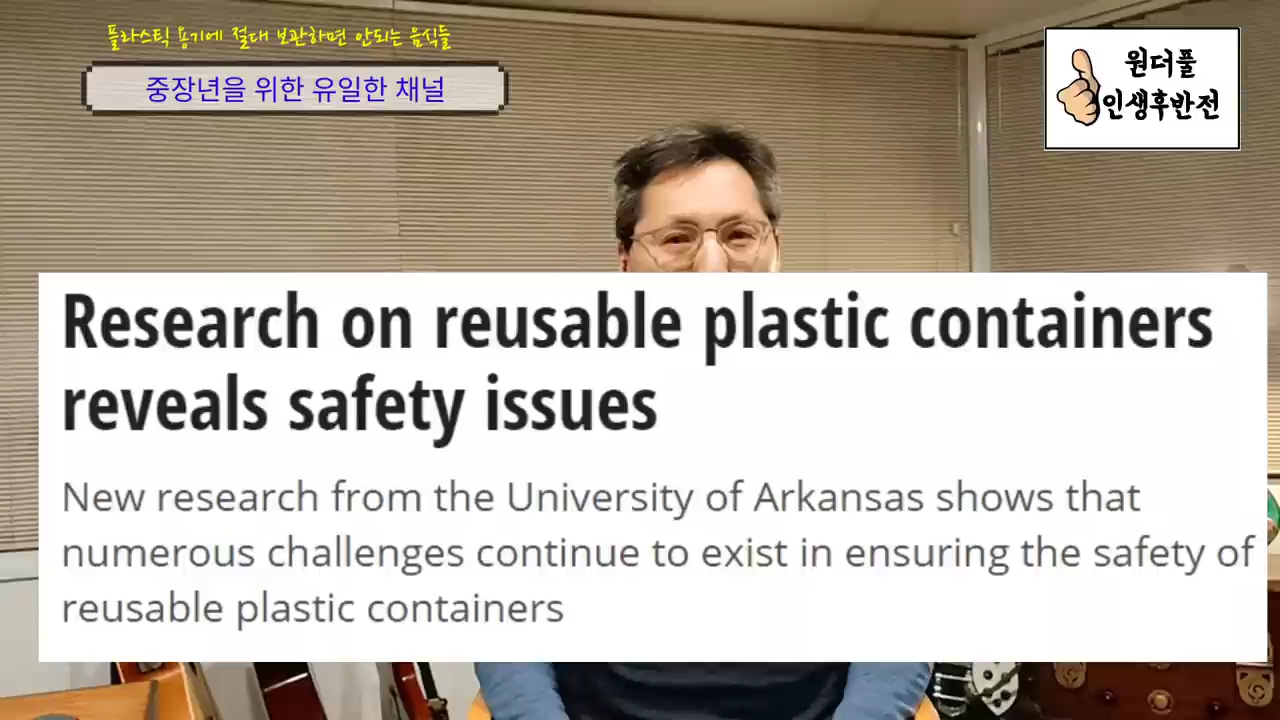 플라스틱 용기에 절대 보관하면 안되는 음식들
중장년을 위한 유일한 채널
원더풀
인생후반전
Research on reusable plastic containers
reveals safety issues
New research from the University of Arkansas shows that
numerous challenges continue to exist in ensuring the safety of
reusable plastic containers